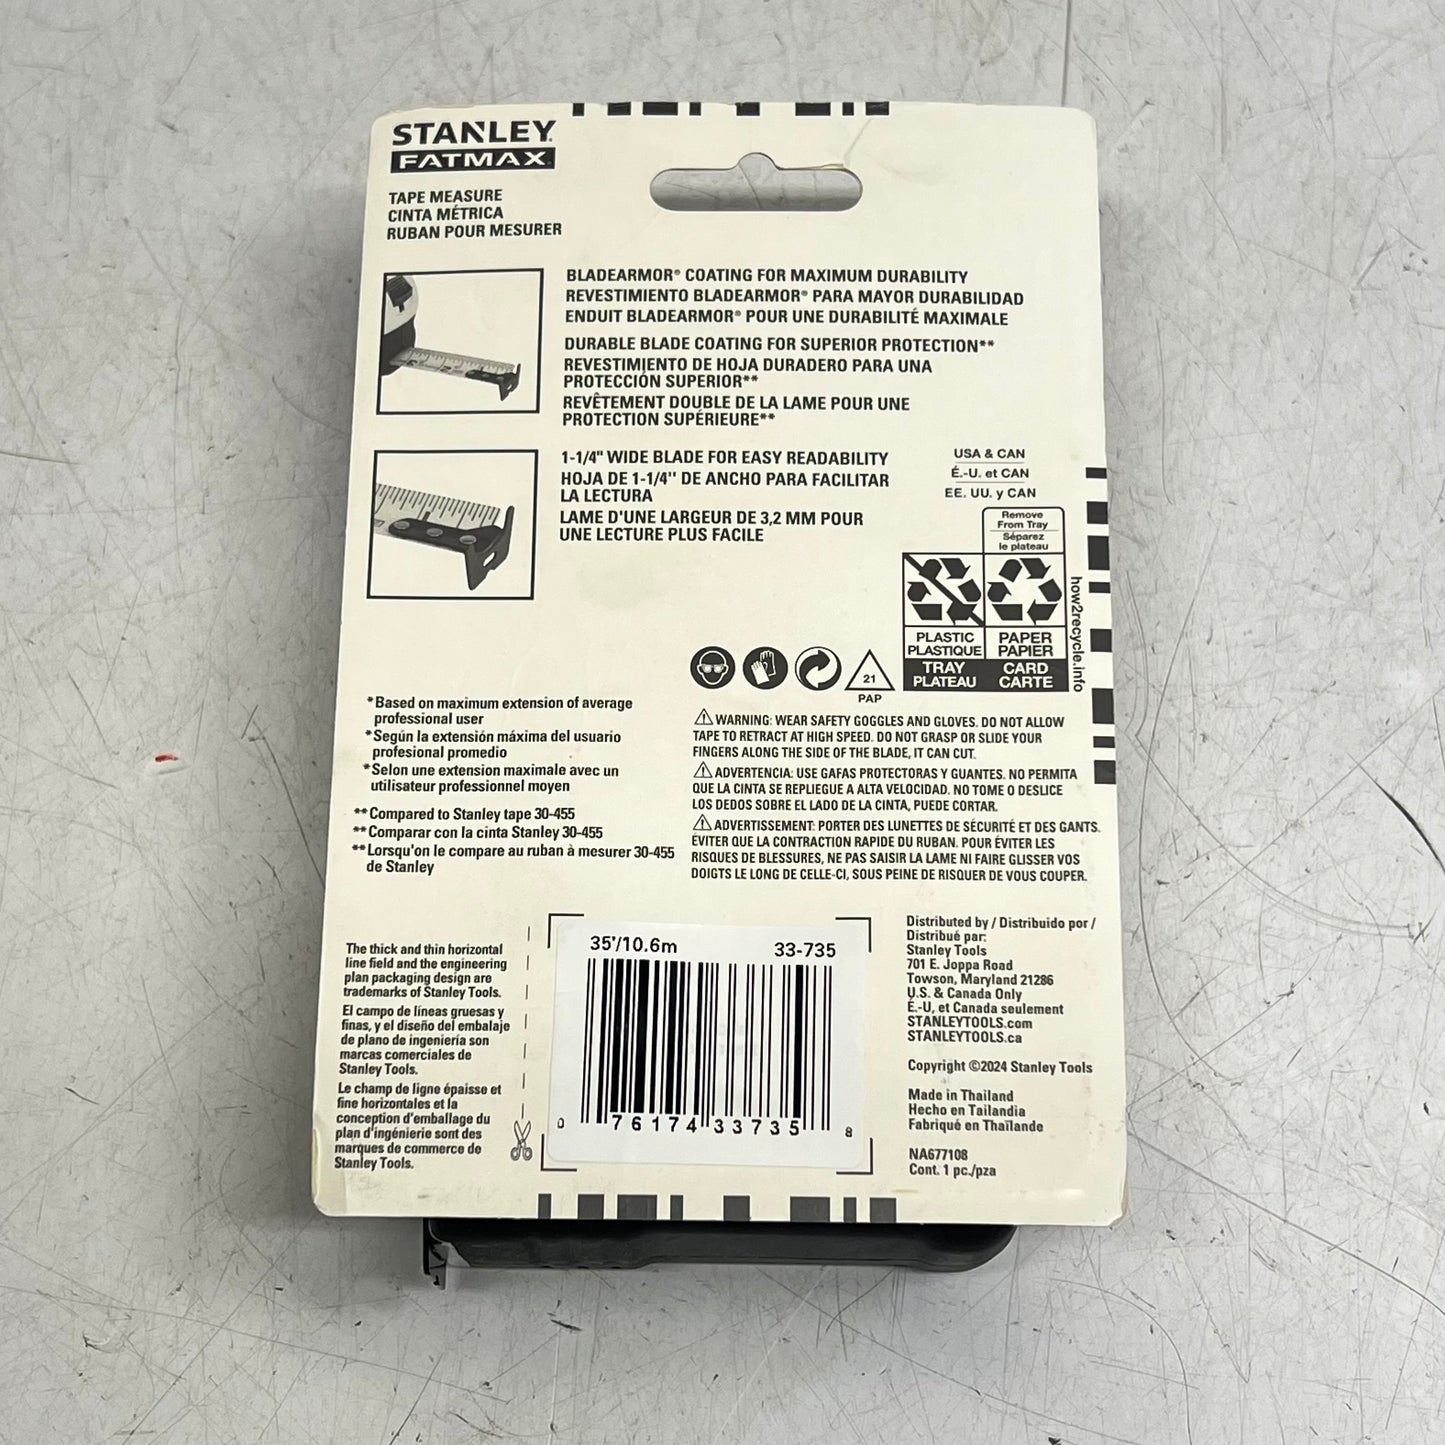 STANLEY
FATMAX
TAPE MEASURE
CINTA MÉTRICA
RUBAN POUR MESURER
BLADEARMOR® COATING FOR MAXIMUM DURABILITY
REVESTIMIENTO BLADEARMOR® PARA MAYOR DURABILIDAD
ENDUIT BLADEARMOR® POUR UNE DURABILITÉ MAXIMALE
DURABLE BLADE COATING FOR SUPERIOR PROTECTION**
REVESTIMIENTO DE HOJA DURADERO PARA UNA
PROTECCIÓN SUPERIOR**
REVÊTEMENT DOUBLE DE LA LAME POUR UNE
PROTECTION SUPÉRIEURE**
1-1/4" WIDE BLADE FOR EASY READABILITY
HOJA DE 1-1/4'' DE ANCHO PARA FACILITAR
LA LECTURA
LAME D'UNE LARGEUR DE 3,2 MM POUR
UNE LECTURE PLUS FACILE
USA & CAN
É.-U. et CAN
EE. UU. y CAN
Remove
From Tray
Séparez
le plateau
PLASTIC
PLASTIQUE
TRAY
PLATEAU
PAPER
PAPIER
CARD
CARTE
how2recycle.info
21
PAP
*Based on maximum extension of average
professional user
*Según la extensión máxima del usuario
profesional promedio
*Selon une extension maximale avec un
utilisateur professionnel moyen
**Compared to Stanley tape 30-455
**Comparar con la cinta Stanley 30-455
**Lorsqu'on le compare au ruban à mesurer 30-455
de Stanley
WARNING: WEAR SAFETY GOGGLES AND GLOVES. DO NOT ALLOW
TAPE TO RETRACT AT HIGH SPEED. DO NOT GRASP OR SLIDE YOUR
FINGERS ALONG THE SIDE OF THE BLADE, IT CAN CUT.
ADVERTENCIA: USE GAFAS PROTECTORAS Y GUANTES. NO PERMITA
QUE LA CINTA SE REPLIEGUE A ALTA VELOCIDAD. NO TOME O DESLICE
LOS DEDOS SOBRE EL LADO DE LA CINTA, PUEDE CORTAR.
ADVERTISSEMENT: PORTER DES LUNETTES DE SÉCURITÉ ET DES GANTS.
ÉVITER QUE LA CONTRACTION RAPIDE DU RUBAN. POUR ÉVITER LES
RISQUES DE BLESSURES, NE PAS SAISIR LA LAME NI FAIRE GLISSER VOS
DOIGTS LE LONG DE CELLE-CI, SOUS PEINE DE RISQUER DE VOUS COUPER.
The thick and thin horizontal
line field and the engineering
plan packaging design are
trademarks of Stanley Tools.
El campo de líneas gruesas y
finas, y el diseño del embalaje
de plano de ingeniería son
marcas comerciales de
Stanley Tools.
Le champ de ligne épaisse et
fine horizontales et la
conception d'emballage du
plan d'ingénierie sont des
marques de commerce de
Stanley Tools.
35'/10.6m 33-735
0 76174 33735 8
Distributed by / Distribuido por /
Distribué par:
Stanley Tools
701 E. Joppa Road
Towson, Maryland 21286
U.S. & Canada Only
É.-U, et Canada seulement
STANLEYTOOLS.com
STANLEYTOOLS.ca
Copyright ©2024 Stanley Tools
Made in Thailand
Hecho en Tailandia
Fabriqué en Thaïlande
NA677108
Cont. 1 pc./pza